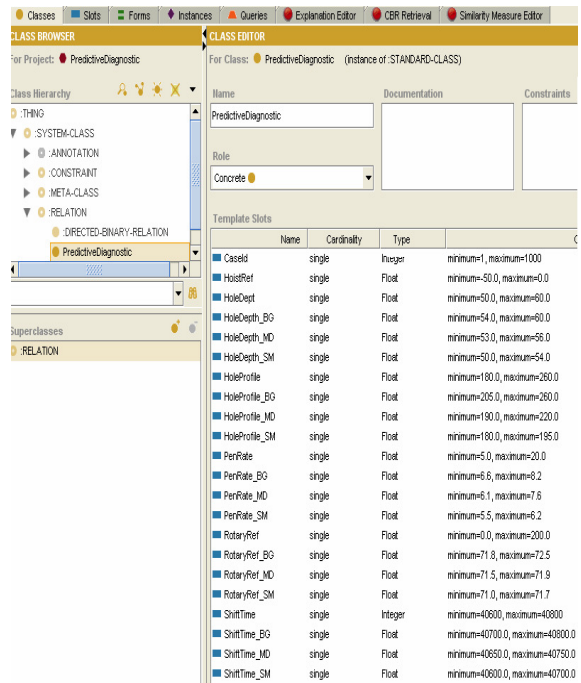 Classes Slots Forms Instances Queries Explanation Editor CBR Retrieval Similarity Measure Editor
CLASS BROWSER
For Project: PredictiveDiagnostic
Class Hierarchy
:THING
:SYSTEM-CLASS
:ANNOTATION
:CONSTRAINT
:META-CLASS
:RELATION
:DIRECTED-BINARY-RELATION
PredictiveDiagnostic
Superclasses
:RELATION
CLASS EDITOR
For Class: PredictiveDiagnostic (instance of :STANDARD-CLASS)
Name Documentation Constraints
PredictiveDiagnostic
Role
Concrete
Template Slots
Name Cardinality Type
CaseId single Integer minimum=1, maximum=1000
HoistRef single Float minimum=-50.0, maximum=0.0
HoleDept single Float minimum=50.0, maximum=60.0
HoleDepth_BG single Float minimum=54.0, maximum=60.0
HoleDepth_MD single Float minimum=53.0, maximum=56.0
HoleDepth_SM single Float minimum=50.0, maximum=54.0
HoleProfile single Float minimum=180.0, maximum=260.0
HoleProfile_BG single Float minimum=205.0, maximum=260.0
HoleProfile_MD single Float minimum=190.0, maximum=220.0
HoleProfile_SM single Float minimum=180.0, maximum=195.0
PenRate single Float minimum=5.0, maximum=20.0
PenRate_BG single Float minimum=6.6, maximum=8.2
PenRate_MD single Float minimum=6.1, maximum=7.6
PenRate_SM single Float minimum=5.5, maximum=6.2
RotaryRef single Float minimum=0.0, maximum=200.0
RotaryRef_BG single Float minimum=71.8, maximum=72.5
RotaryRef_MD single Float minimum=71.5, maximum=71.9
RotaryRef_SM single Float minimum=71.0, maximum=71.7
ShiftTime single Integer minimum=40600, maximum=40800
ShiftTime_BG single Float minimum=40700.0, maximum=40800.0
ShiftTime_MD single Float minimum=40650.0, maximum=40750.0
ShiftTime_SM single Float minimum=40600.0, maximum=40700.0